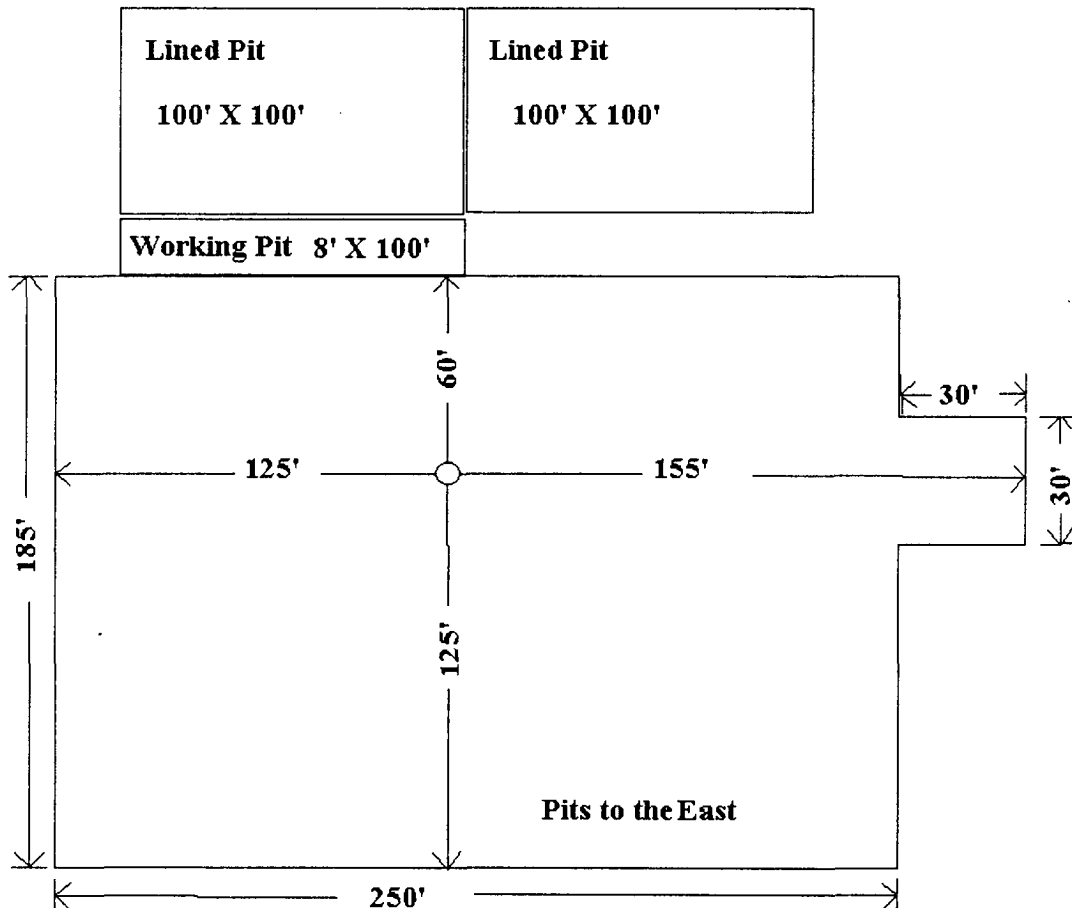 Lined Pit
100' X 100'
Lined Pit
100' X 100'
Working Pit 8' X 100'
60'
30'
125'
155'
30'
185'
125'
Pits to the East
250'